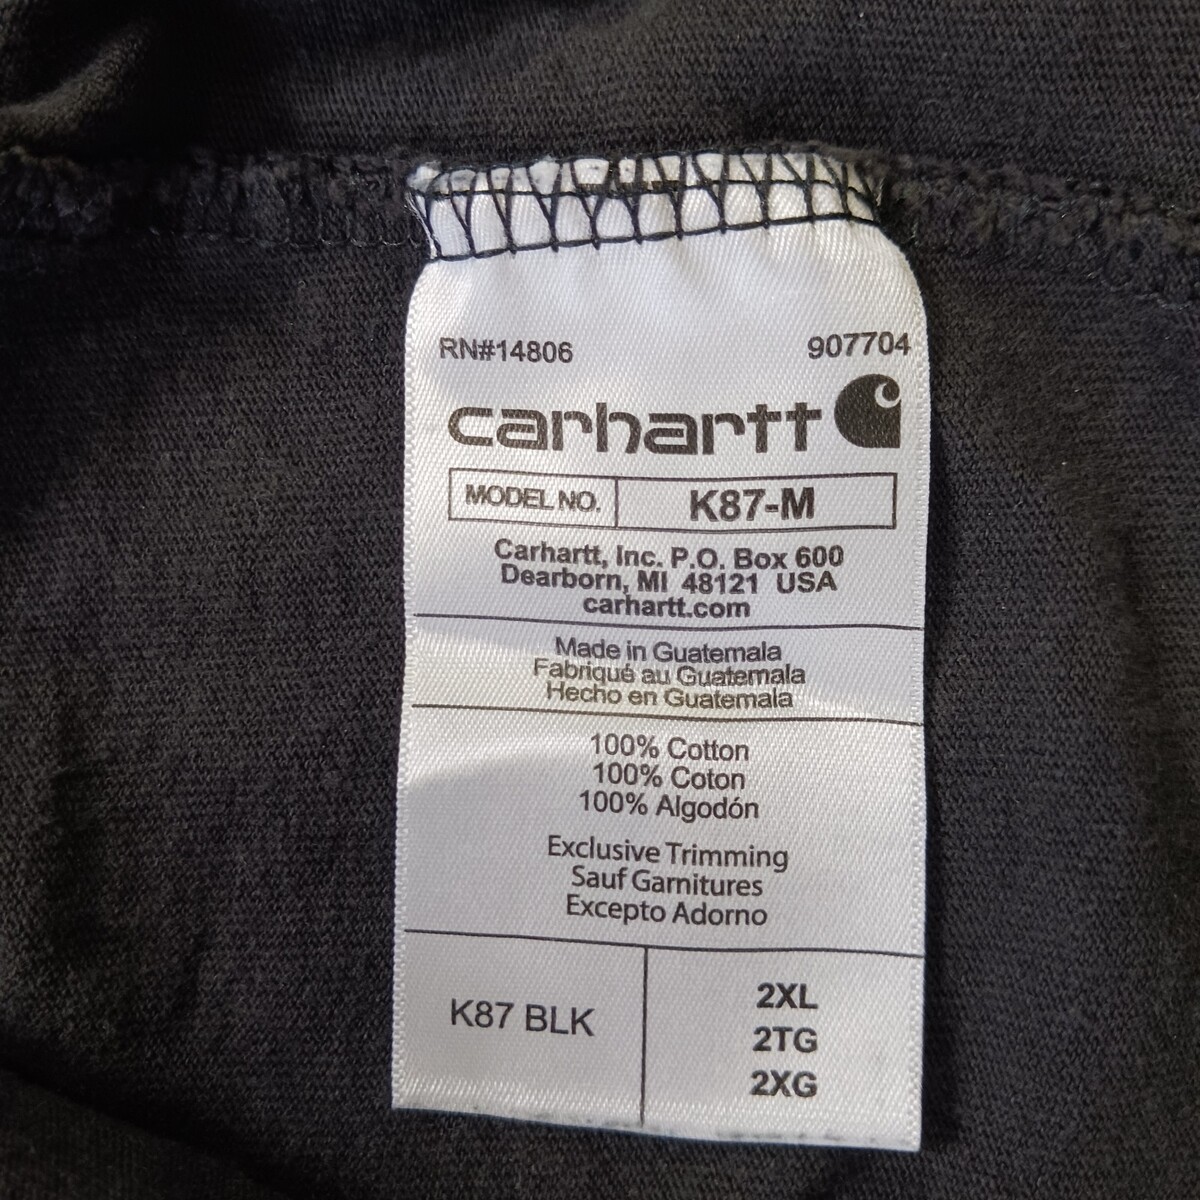 RN#14806 907704
carhartt
MODEL NO. K87-M
Carhartt, Inc. P.O. Box 600
Dearborn, MI 48121 USA
carhartt.com
Made in Guatemala
Fabriqué au Guatemala
Hecho en Guatemala
100% Cotton
100% Coton
100% Algodón
Exclusive Trimming
Sauf Garnitures
Excepto Adorno
K87 BLK
2XL
2TG
2XG